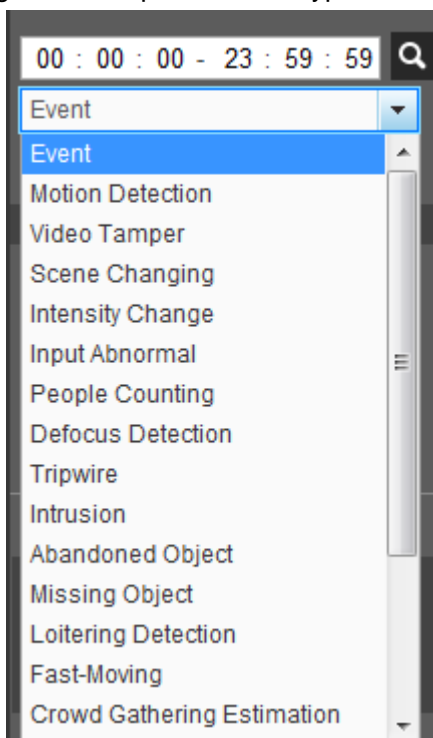 00 : 00 : 00 - 23 : 59 : 59
Event
Event
Motion Detection
Video Tamper
Scene Changing
Intensity Change
Input Abnormal
People Counting
Defocus Detection
Tripwire
Intrusion
Abandoned Object
Missing Object
Loitering Detection
Fast-Moving
Crowd Gathering Estimation